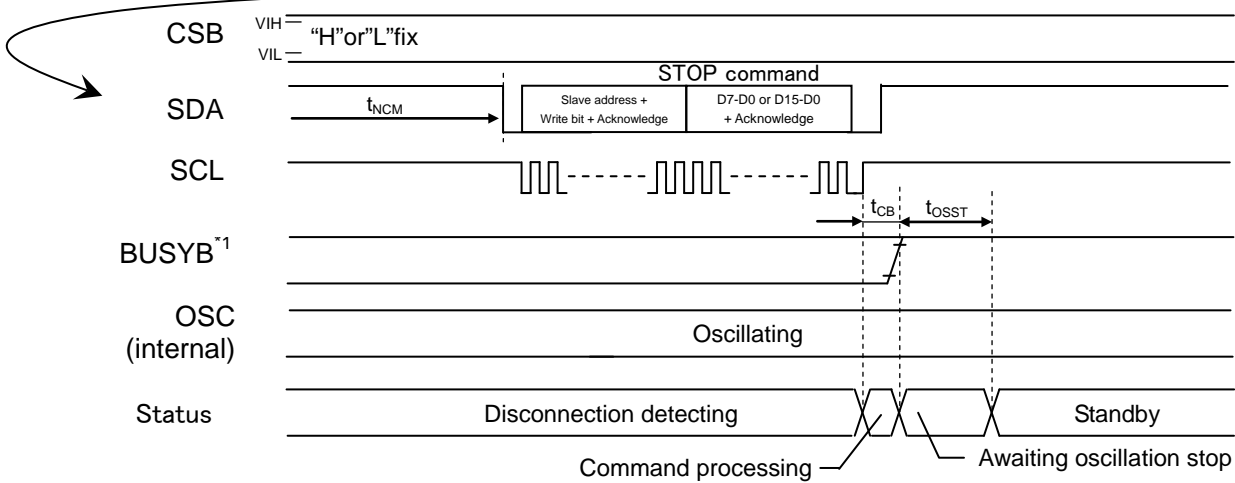 CSB
VIH
VIL
“H”or”L”fix
STOP command
SDA
tNCM
Slave address +
Write bit + Acknowledge
D7-D0 or D15-D0
+ Acknowledge
SCL
tCB
tOSST
BUSYB*1
OSC
(internal)
Oscillating
Status
Disconnection detecting
Standby
Command processing
Awaiting oscillation stop